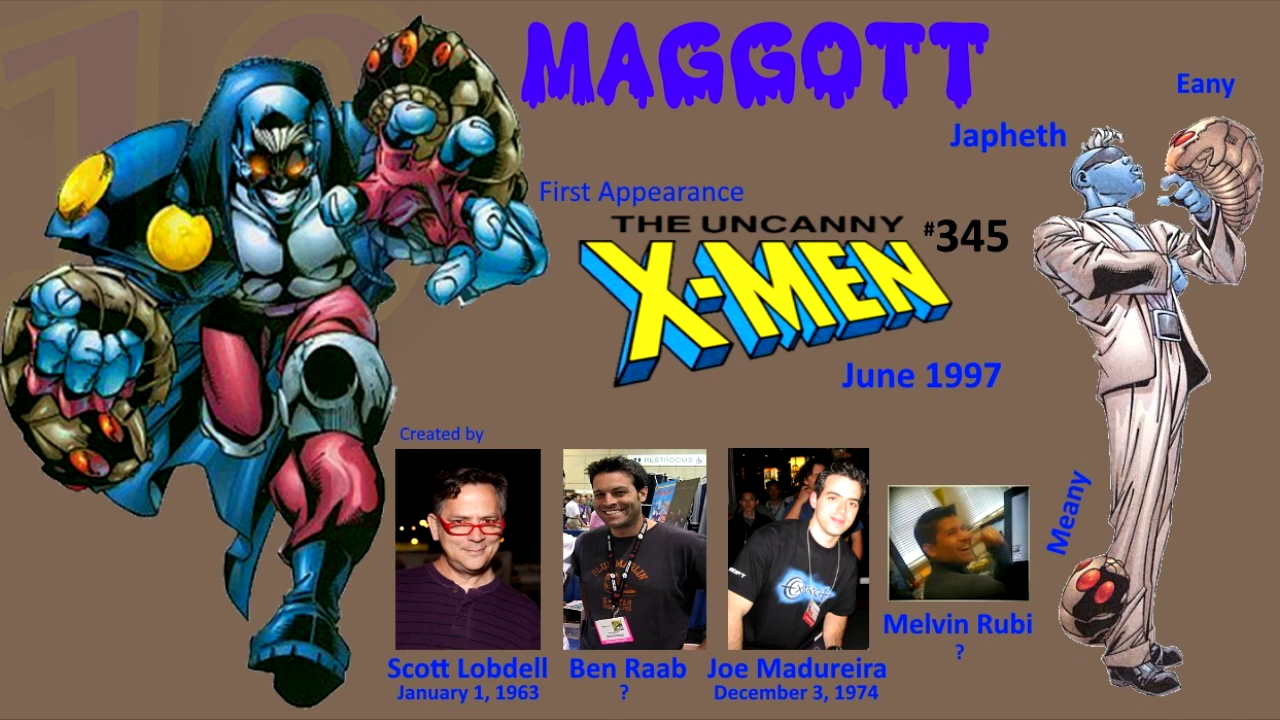 MAGGOTT
Eany
Japheth
First Appearance
THE UNCANNY
X-MEN
#345
June 1997
Meany
Created by
RESTROOMS
Scott Lobdell
January 1, 1963
Ben Raab
?
Joe Madureira
December 3, 1974
Melvin Rubi
?